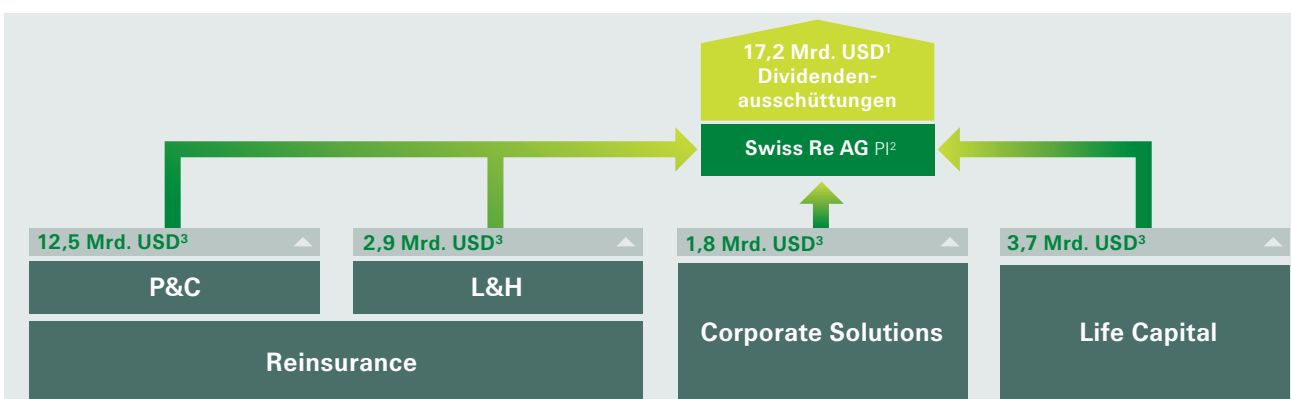 17,2 Mrd. USD¹
Dividenden-
ausschüttungen
Swiss Re AG PI²
12,5 Mrd. USD³
2,9 Mrd. USD³
1,8 Mrd. USD³
3,7 Mrd. USD³
P&C
L&H
Corporate Solutions
Life Capital
Reinsurance